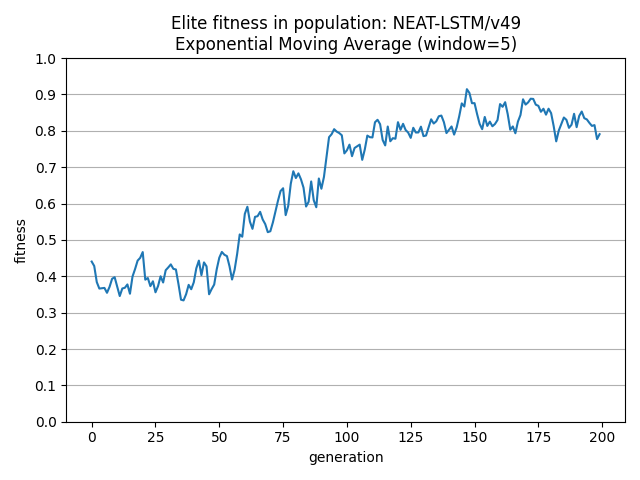 Elite fitness in population: NEAT-LSTM/v49
Exponential Moving Average (window=5)
1.0
0.9
0.8
0.7
0.6
0.5
0.4
0.3
0.2
0.1
0.0
fitness
0 25 50 75 100 125 150 175 200
generation